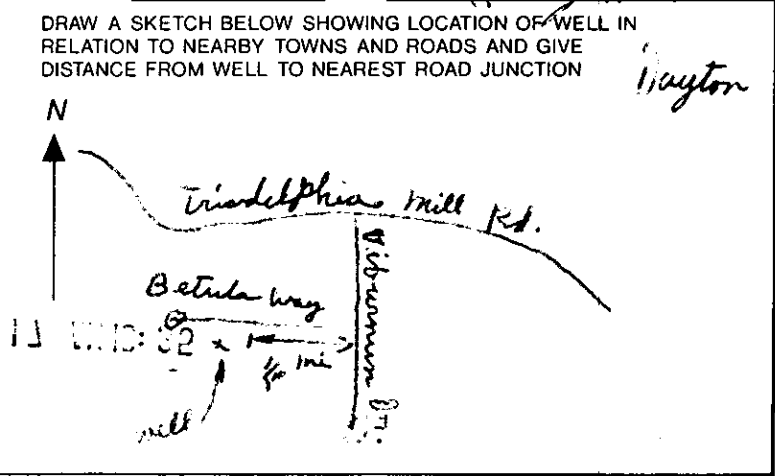 DRAW A SKETCH BELOW SHOWING LOCATION OF WELL IN
RELATION TO NEARBY TOWNS AND ROADS AND GIVE
DISTANCE FROM WELL TO NEAREST ROAD JUNCTION
Dayton
N
Triadelphia Mill Rd.
Viburnum Dr.
Betula Way
mi
well